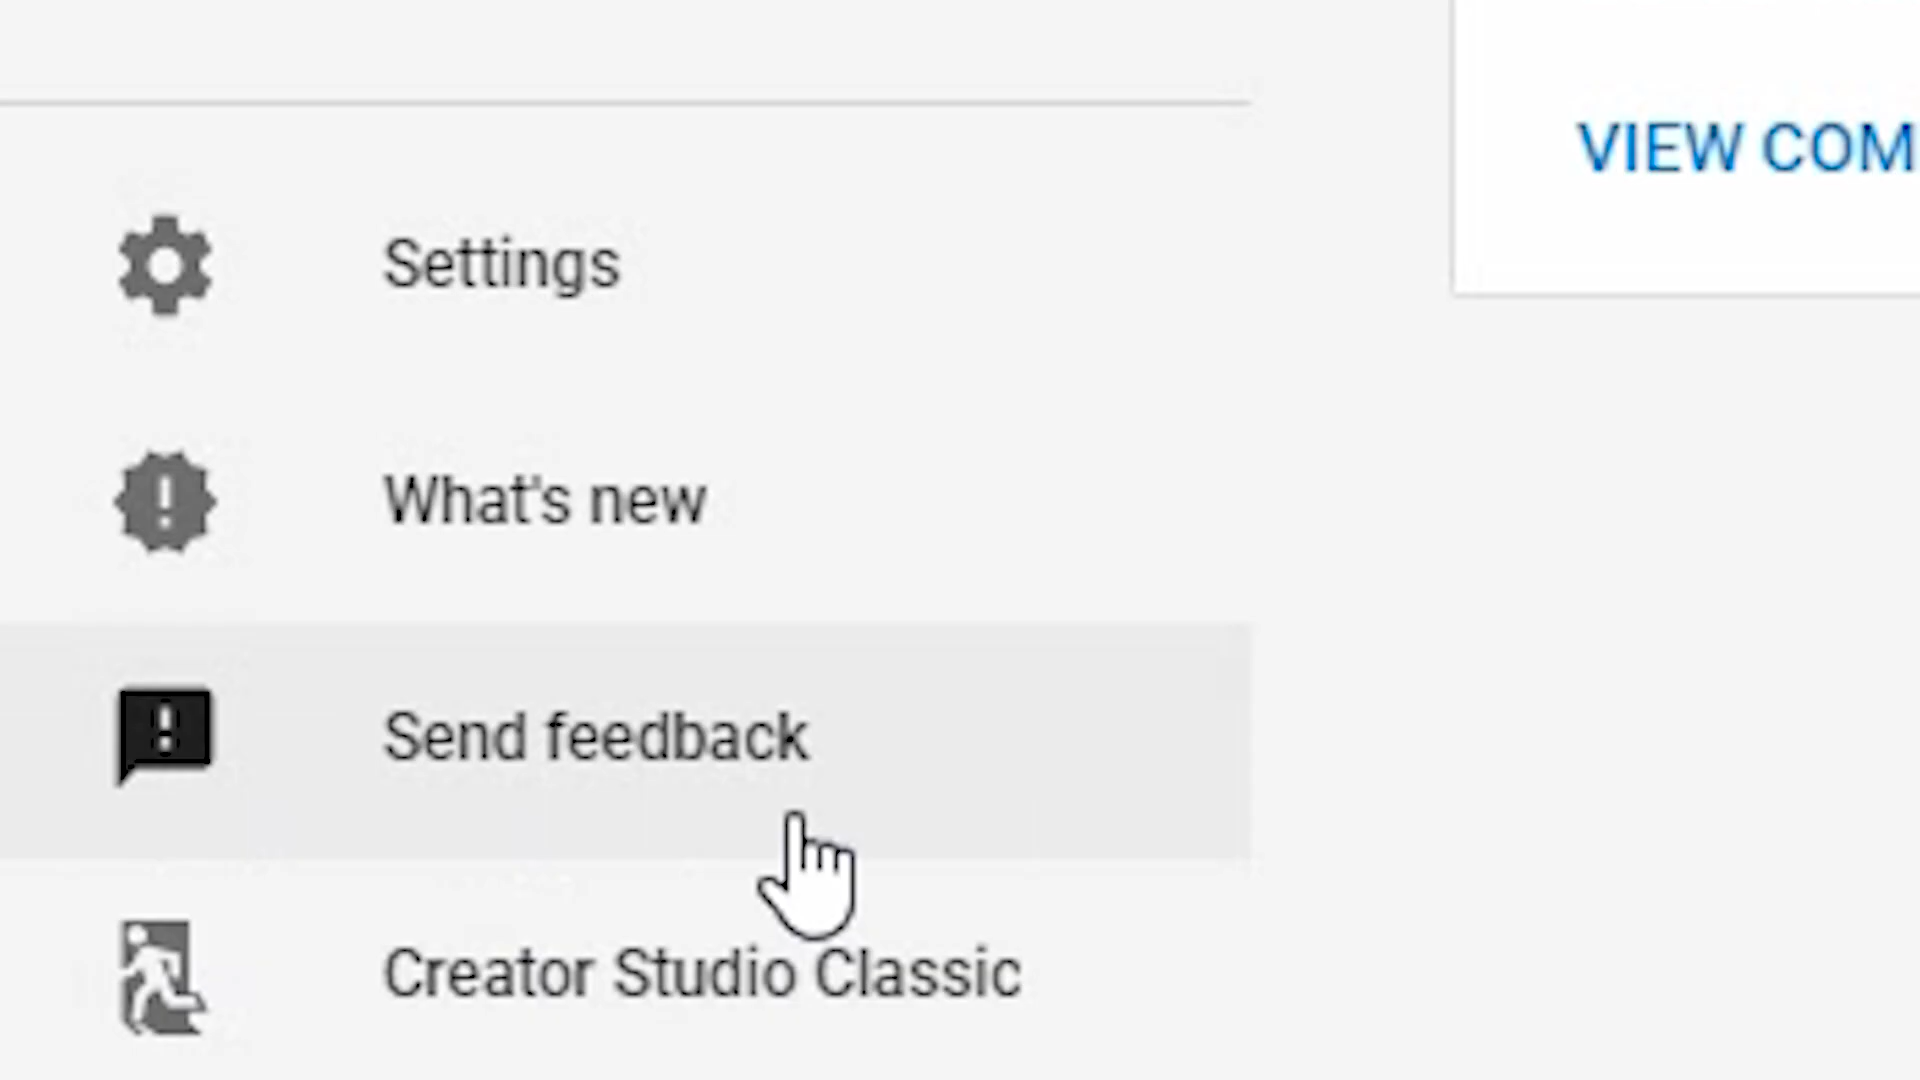 VIEW COM
Settings
What's new
Send feedback
Creator Studio Classic